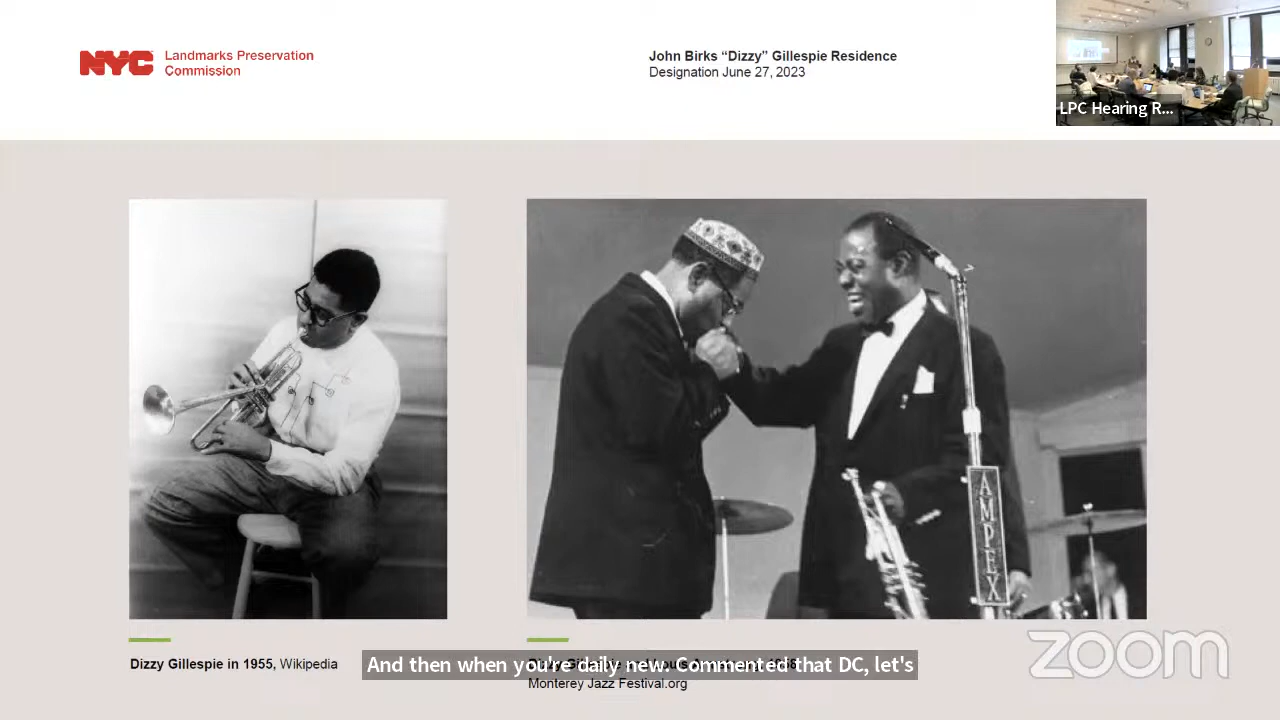 NYC Landmarks Preservation
Commission
John Birks “Dizzy” Gillespie Residence
Designation June 27, 2023
LPC Hearing R...
AMPEX
Dizzy Gillespie in 1955, Wikipedia
And then when you're daily new. Commented that DC, let's
Monterey Jazz Festival.org
zoom